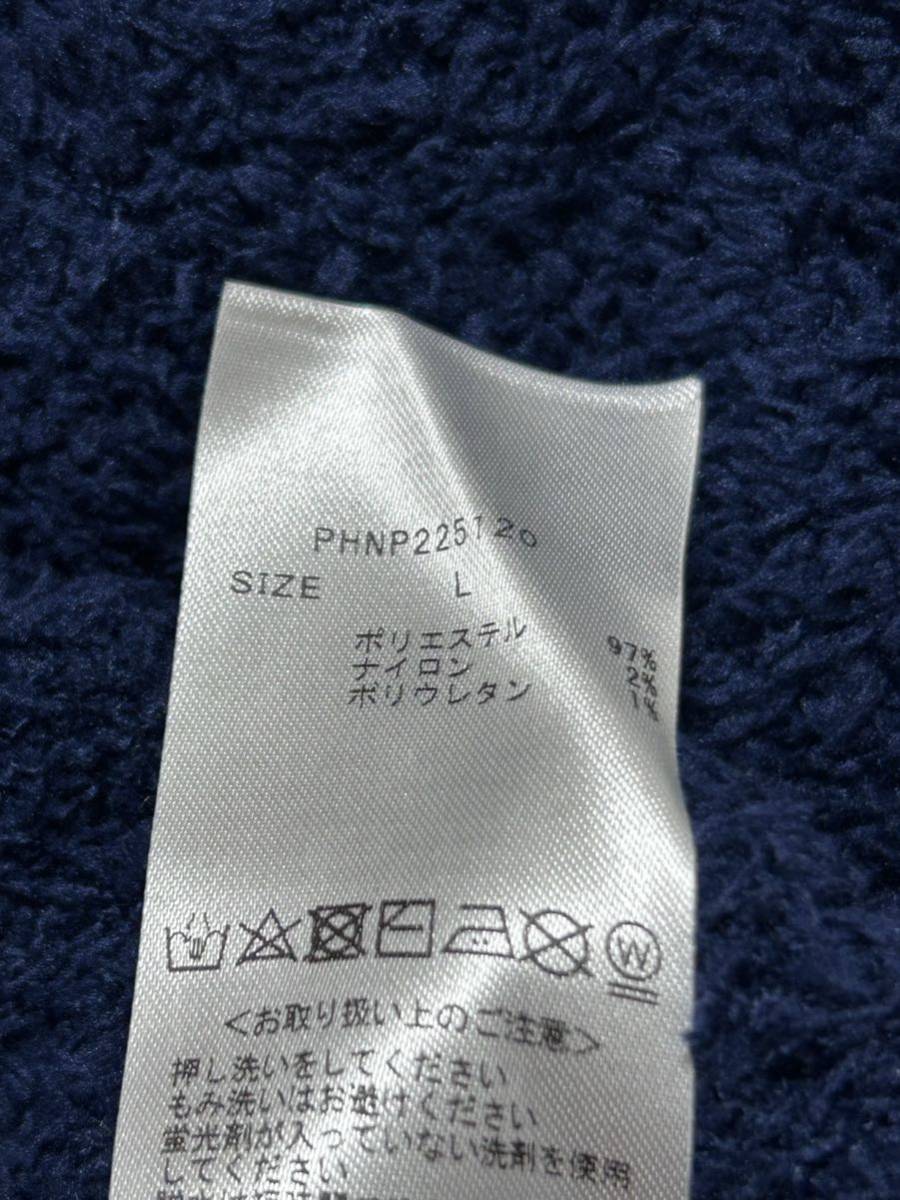 PHNP225120
SIZE L
ポリエステル 97%
ナイロン 2%
ポリウレタン 1%
W
<お取り扱い上のご注意>
押し洗いをしてください
もみ洗いはお避けください
蛍光剤が入っていない洗剤を使用
してください